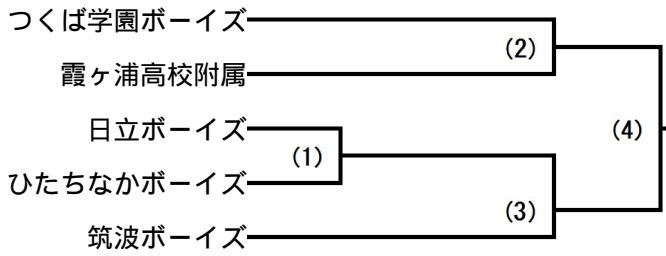 つくば学園ボーイズ
(2)
霞ヶ浦高校附属
日立ボーイズ
(4)
(1)
ひたちなかボーイズ
(3)
筑波ボーイズ